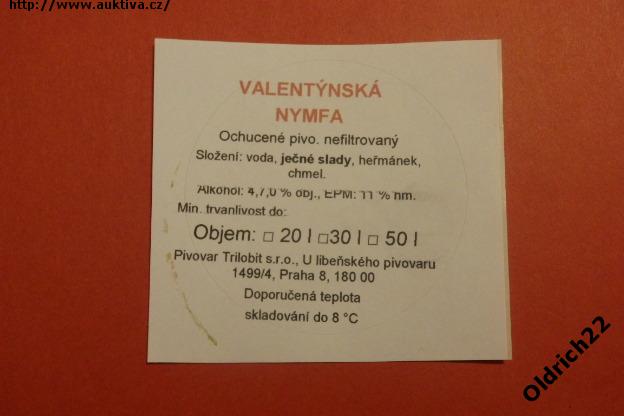 http://www.auktiva.cz/
VALENTÝNSKÁ
NYMFA
Ochucené pivo. nefiltrovaný
Složení: voda, ječné slady, heřmánek,
chmel.
Alkohol: 4,7,0 % obj., EPM: 11 % hm.
Min. trvanlivost do:
Objem: □ 20 l □30 l □ 50 l
Pivovar Trilobit s.r.o., U libeňského pivovaru
1499/4, Praha 8, 180 00
Doporučená teplota
skladování do 8 °C
Oldrich22